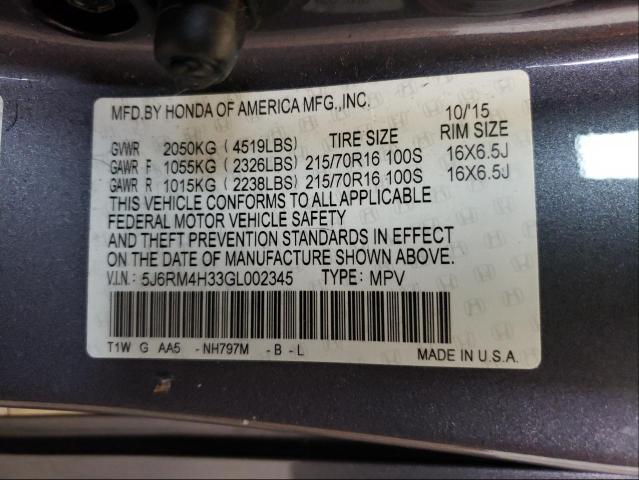 MFD.BY HONDA OF AMERICA MFG.,INC. 10/'15
GVWR 2050KG (4519LBS) TIRE SIZE RIM SIZE
GAWR F 1055KG (2326LBS) 215/70R16 100S 16X6.5J
GAWR R 1015KG (2238LBS) 215/70R16 100S 16X6.5J
THIS VEHICLE CONFORMS TO ALL APPLICABLE
FEDERAL MOTOR VEHICLE SAFETY
AND THEFT PREVENTION STANDARDS IN EFFECT
ON THE DATE OF MANUFACTURE SHOWN ABOVE.
V.I.N.: 5J6RM4H33GL002345 TYPE: MPV
T1W G AA5 - NH797M - B - L MADE IN U.S.A.